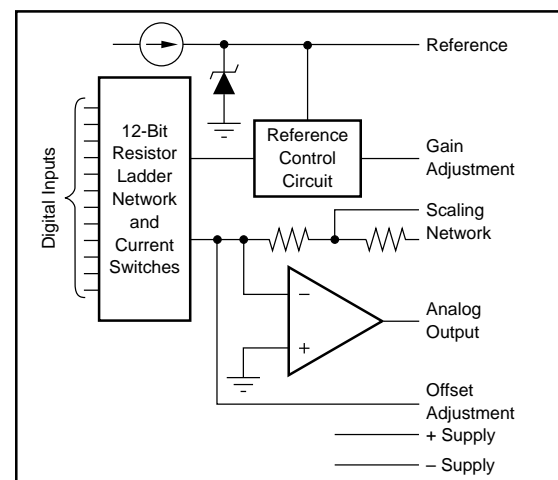 Reference
12-Bit
Resistor
Ladder
Network
and
Current
Switches
Digital Inputs
Reference
Control
Circuit
Gain
Adjustment
Scaling
Network
−
+
Analog
Output
Offset
Adjustment
+ Supply
– Supply